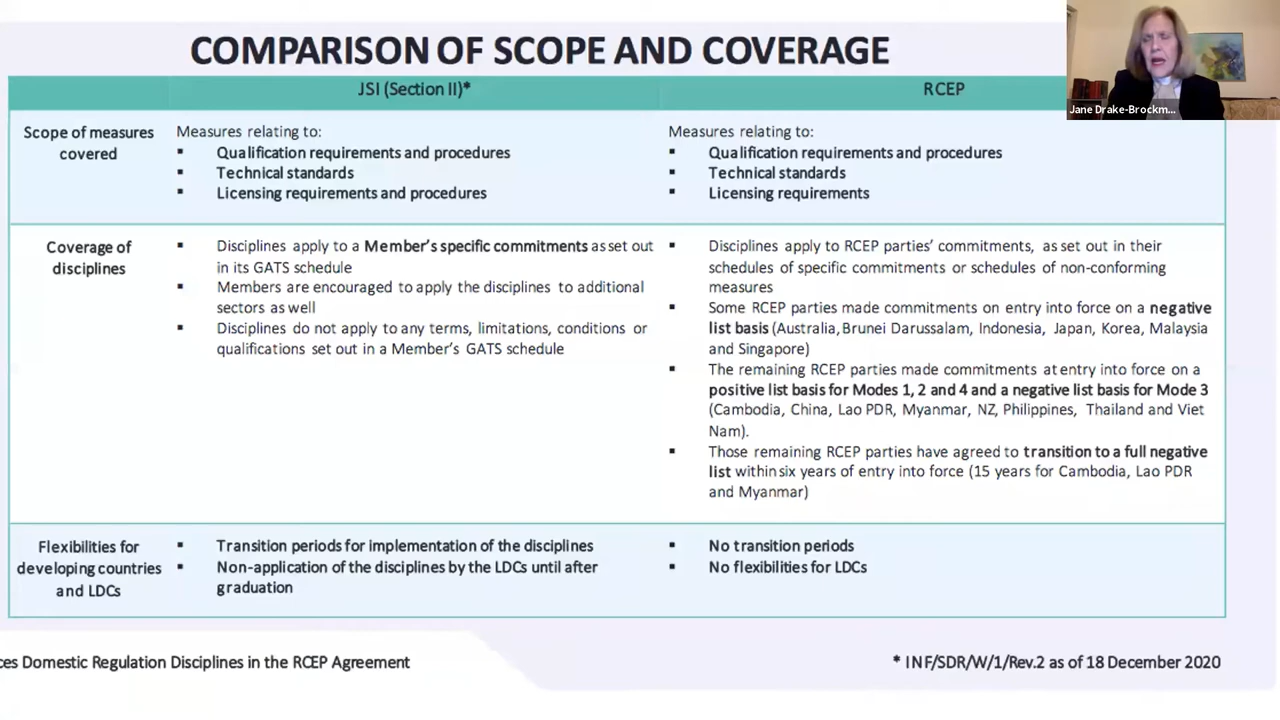 COMPARISON OF SCOPE AND COVERAGE
Jane Drake-Brockm...
JSI (Section II)*
RCEP
Scope of measures
covered
Measures relating to:
▪ Qualification requirements and procedures
▪ Technical standards
▪ Licensing requirements and procedures
Measures relating to:
▪ Qualification requirements and procedures
▪ Technical standards
▪ Licensing requirements
Coverage of
disciplines
▪ Disciplines apply to a Member's specific commitments as set out
in its GATS schedule
▪ Members are encouraged to apply the disciplines to additional
sectors as well
▪ Disciplines do not apply to any terms, limitations, conditions or
qualifications set out in a Member's GATS schedule
▪ Disciplines apply to RCEP parties' commitments, as set out in their
schedules of specific commitments or schedules of non-conforming
measures
▪ Some RCEP parties made commitments on entry into force on a negative
list basis (Australia, Brunei Darussalam, Indonesia, Japan, Korea, Malaysia
and Singapore)
▪ The remaining RCEP parties made commitments at entry into force on a
positive list basis for Modes 1, 2 and 4 and a negative list basis for Mode 3
(Cambodia, China, Lao PDR, Myanmar, NZ, Philippines, Thailand and Viet
Nam).
▪ Those remaining RCEP parties have agreed to transition to a full negative
list within six years of entry into force (15 years for Cambodia, Lao PDR
and Myanmar)
Flexibilities for
developing countries
and LDCs
▪ Transition periods for implementation of the disciplines
▪ Non-application of the disciplines by the LDCs until after
graduation
▪ No transition periods
▪ No flexibilities for LDCs
ces Domestic Regulation Disciplines in the RCEP Agreement
* INF/SDR/W/1/Rev.2 as of 18 December 2020